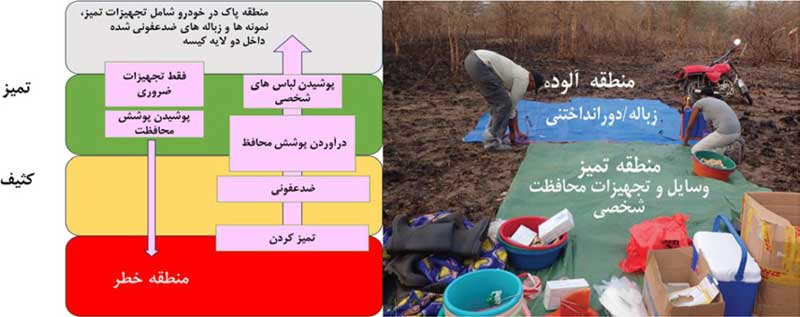 منطقه پاک در خودرو شامل تجهیزات تمیز،
نمونه ها و زباله های ضدعفونی شده
داخل دو لایه کیسه
تمیز
فقط تجهیزات
ضروری
پوشیدن پوشش
محافظت
پوشیدن لباس های
شخصی
درآوردن پوشش محافظ
کثیف
ضدعفونی
تمیز کردن
منطقه خطر
منطقه آلوده
زباله/دورانداختنی
منطقه تمیز
وسایل و تجهیزات محافظت
شخصی